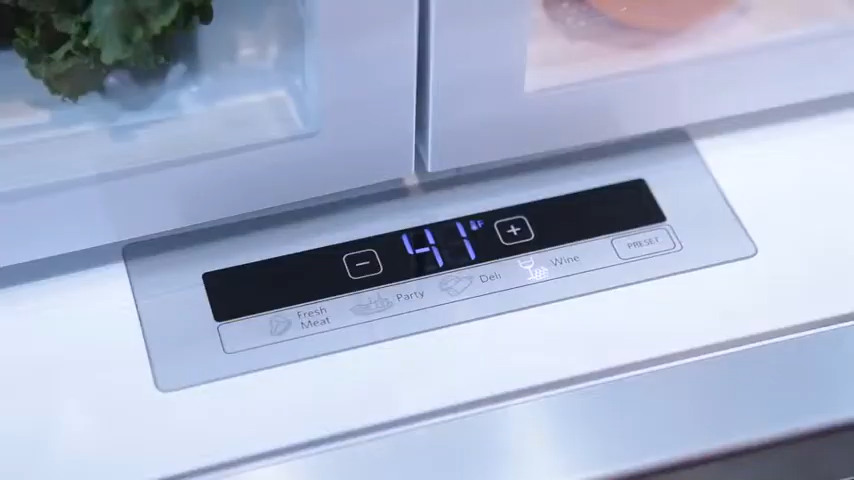 − 41 °F +
Fresh Meat Party Deli Wine PRESET